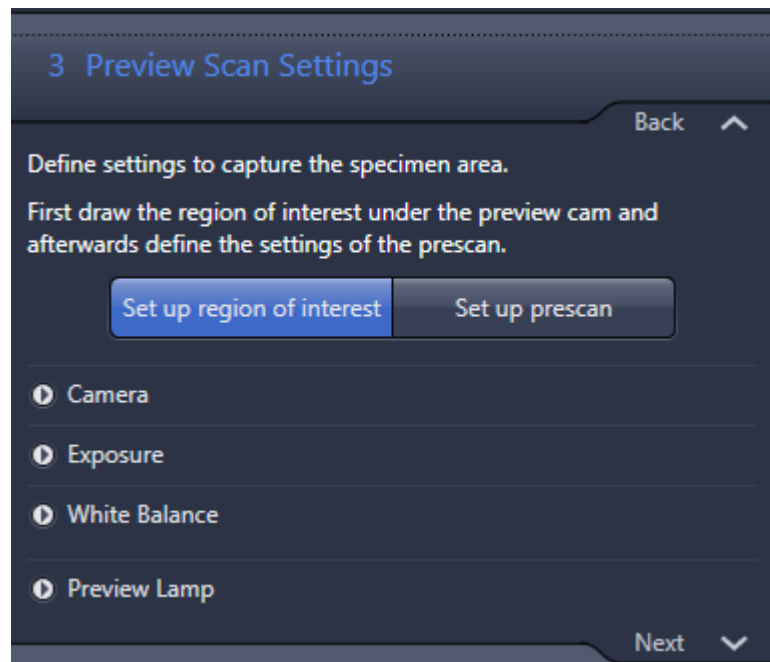 3 Preview Scan Settings
Back
Define settings to capture the specimen area.
First draw the region of interest under the preview cam and
afterwards define the settings of the prescan.
Set up region of interest
Set up prescan
Camera
Exposure
White Balance
Preview Lamp
Next